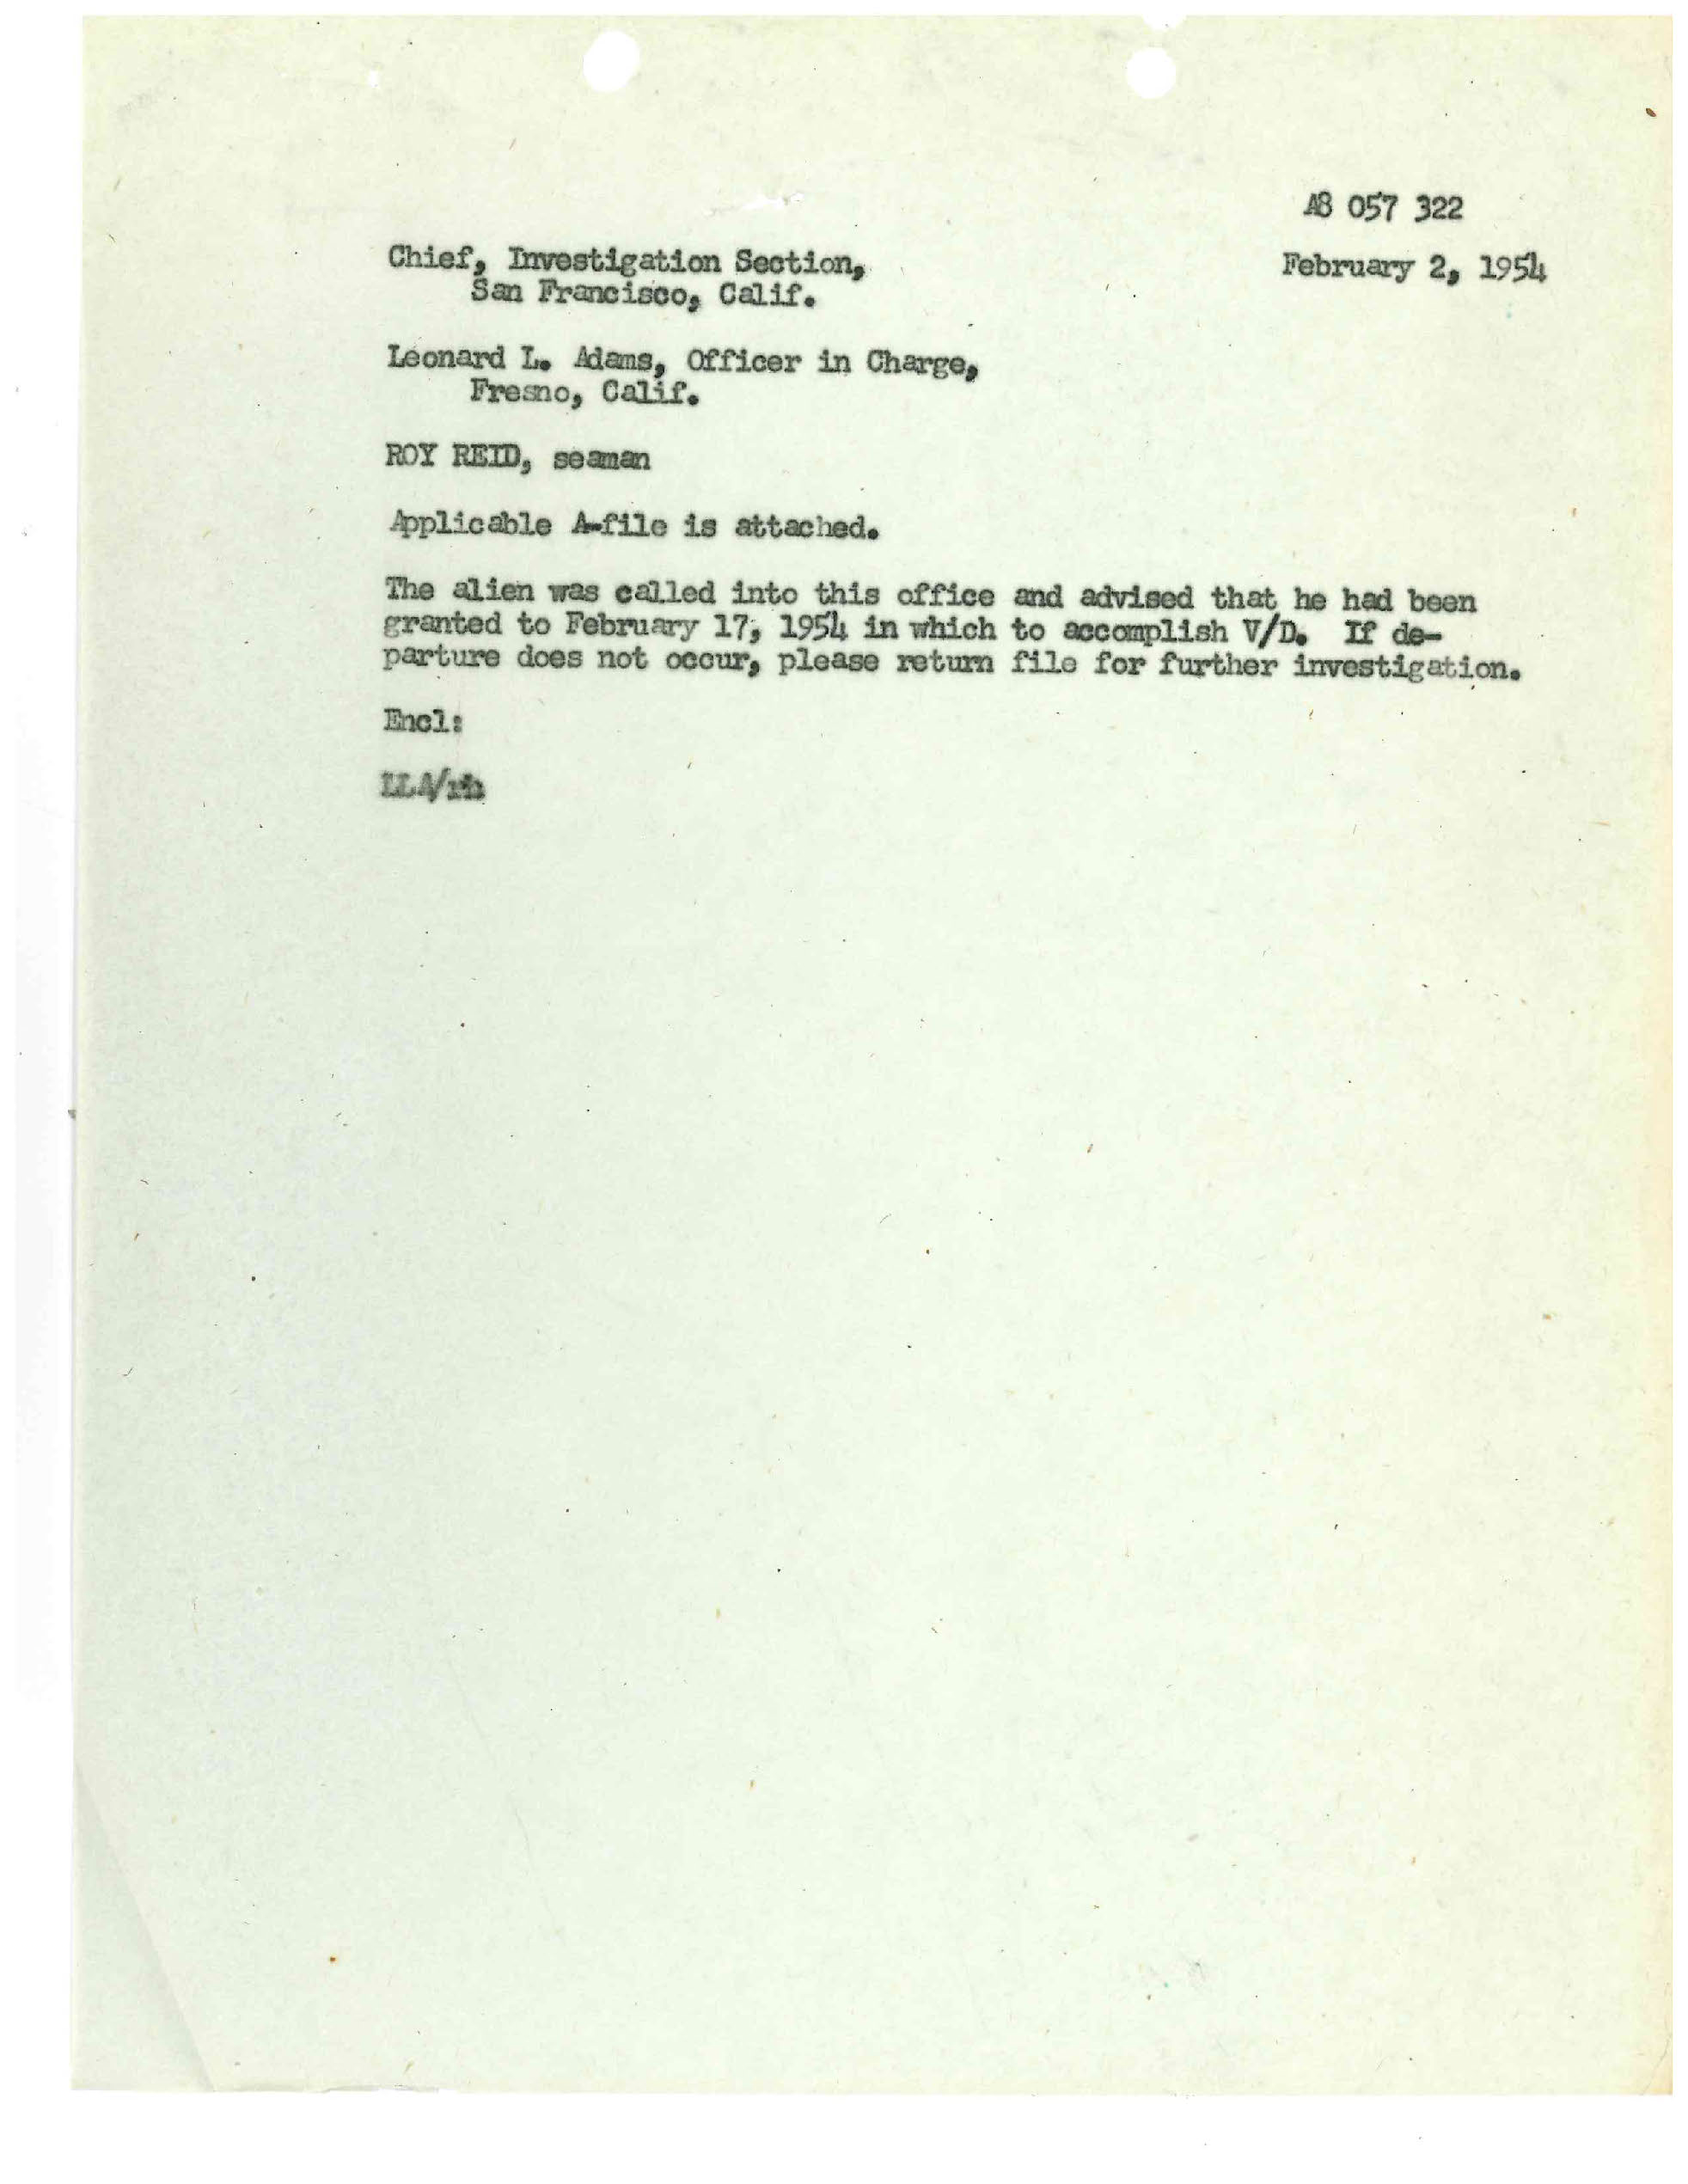 A8 057 322
Chief, Investigation Section,
San Francisco, Calif.
February 2, 1954
Leonard L. Adams, Officer in Charge,
Fresno, Calif.
ROY REID, seaman
Applicable A-file is attached.
The alien was called into this office and advised that he had been
granted to February 17, 1954 in which to accomplish V/D. If de-
parture does not occur, please return file for further investigation.
Encl:
LLA/rh